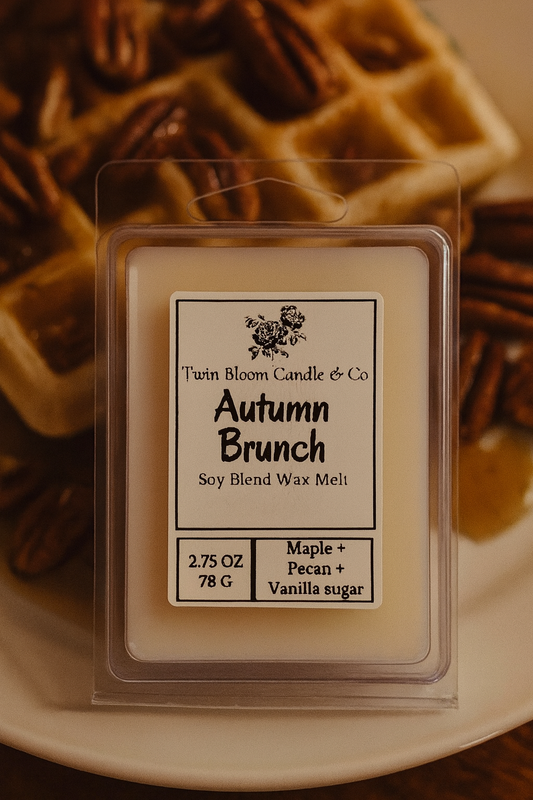 Twin Bloom Candle & Co
Autumn
Brunch
Soy Blend Wax Melt
2.75 OZ
78 G
Maple +
Pecan +
Vanilla sugar